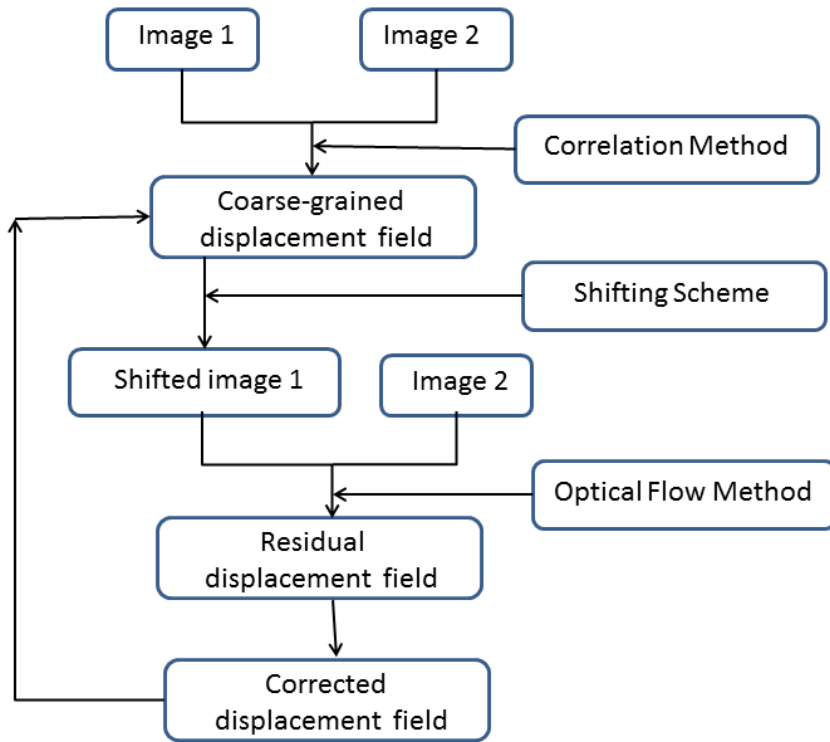 Image 1
Image 2
Correlation Method
Coarse-grained
displacement field
Shifting Scheme
Shifted image 1
Image 2
Optical Flow Method
Residual
displacement field
Corrected
displacement field